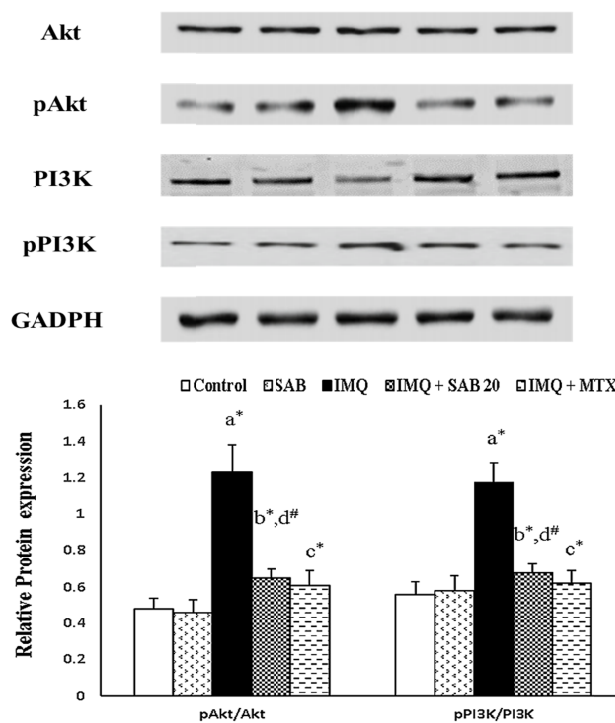 Akt
pAkt
PI3K
pPI3K
GADPH
Control SAB IMQ IMQ + SAB 20 IMQ + MTX
1.6
1.4
1.2
1
0.8
0.6
0.4
0.2
0
Relative Protein expression
a*
b*,d#
c*
a*
b*,d#
c*
pAkt/Akt
pPI3K/PI3K